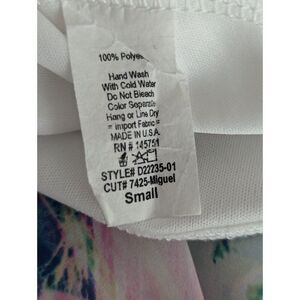 100% Polyes
Hand Wash
With Cold Water
Do Not Bleach
Color Separate
Hang or Line Dry
= import Fabric =
MADE IN U.S.A.
RN # 145751
STYLE# D22235-01
CUT# 7425-Miguel
Small